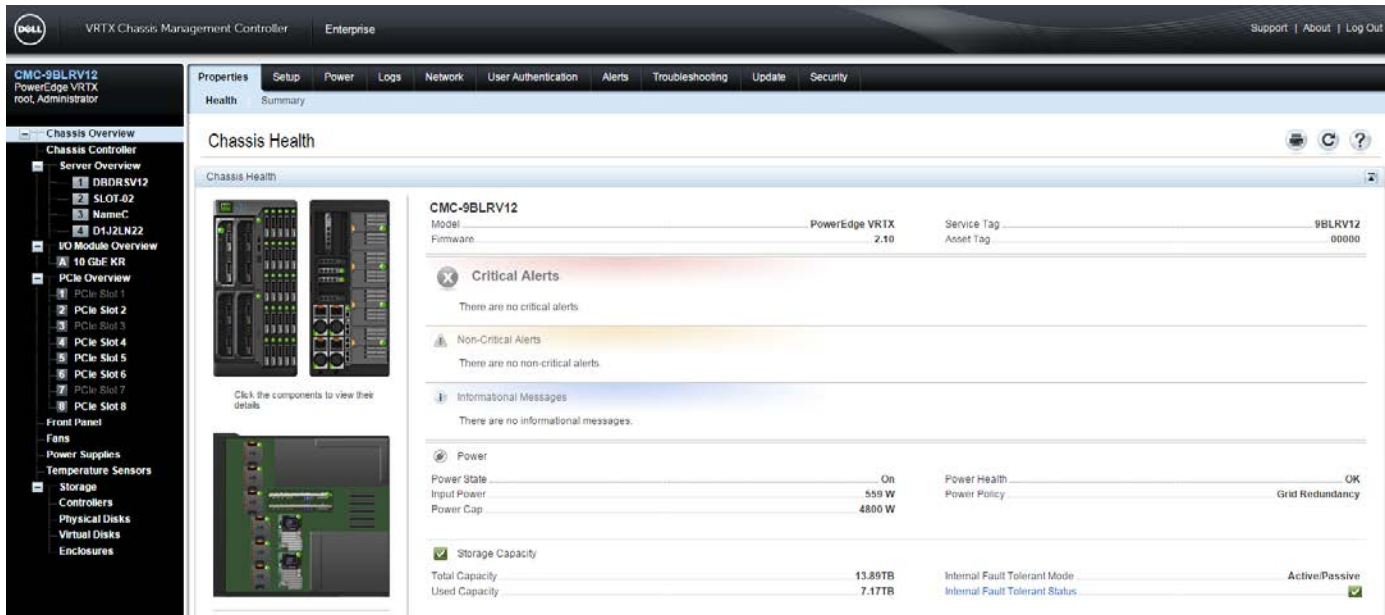 DELL VRTX Chassis Management Controller Enterprise Support | About | Log Out
CMC-9BLRV12
PowerEdge VRTX
root, Administrator
Properties Setup Power Logs Network User Authentication Alerts Troubleshooting Update Security
Health Summary
Chassis Overview
Chassis Controller
Server Overview
1 DBDRSV12
2 SLOT-02
3 NameC
4 D1J2LN22
I/O Module Overview
A 10 GbE KR
PCIe Overview
1 PCIe Slot 1
2 PCIe Slot 2
3 PCIe Slot 3
4 PCIe Slot 4
5 PCIe Slot 5
6 PCIe Slot 6
7 PCIe Slot 7
8 PCIe Slot 8
Front Panel
Fans
Power Supplies
Temperature Sensors
Storage
Controllers
Physical Disks
Virtual Disks
Enclosures
Chassis Health
Chassis Health
Click the components to view their
details
CMC-9BLRV12
Model PowerEdge VRTX Service Tag 9BLRV12
Firmware 2.10 Asset Tag 00000
Critical Alerts
There are no critical alerts
Non-Critical Alerts
There are no non-critical alerts.
Informational Messages
There are no informational messages.
Power
Power State On Power Health OK
Input Power 559 W Power Policy Grid Redundancy
Power Cap 4800 W
Storage Capacity
Total Capacity 13.89TB Internal Fault Tolerant Mode Active/Passive
Used Capacity 7.17TB Internal Fault Tolerant Status